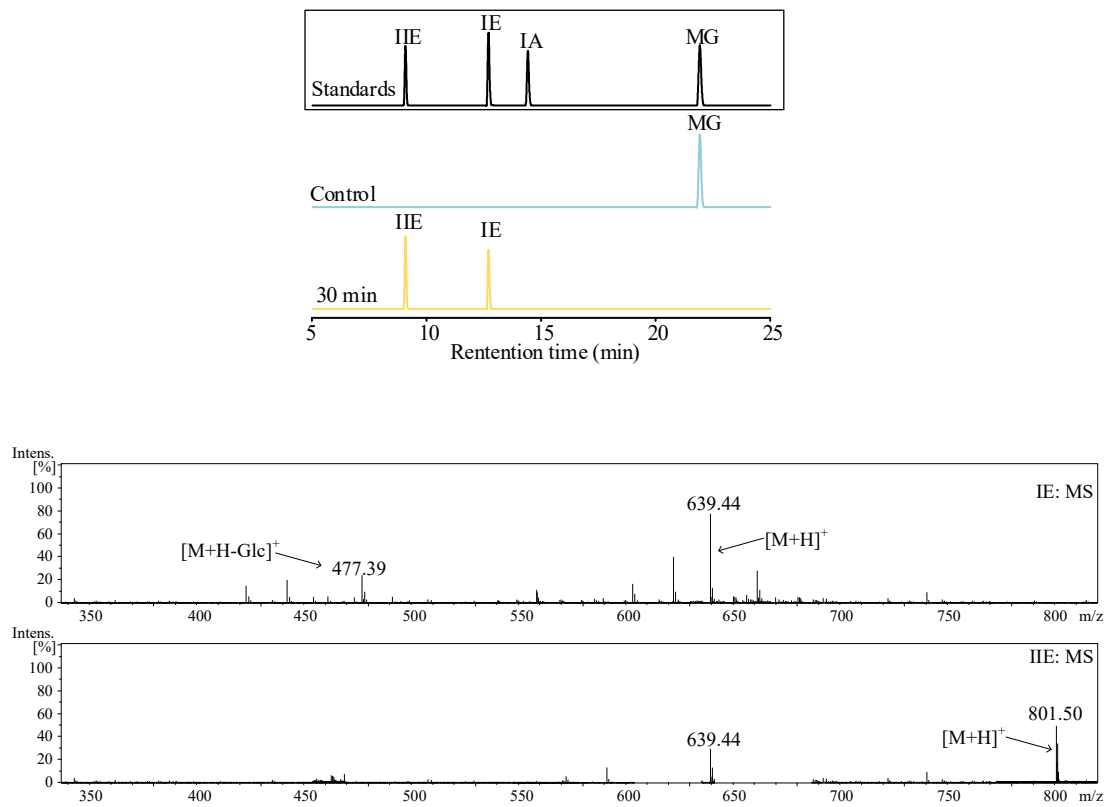 IIE IE IA MG
Standards
MG
Control
IIE IE
30 min
5 10 15 20 25
Rentention time (min)
Intens.
[%]
IE: MS
100
80
60
40
20
0
639.44
[M+H]+
[M+H-Glc]+
477.39
350 400 450 500 550 600 650 700 750 800 m/z
Intens.
[%]
IIE: MS
100
80
60
40
20
0
801.50
[M+H]+
639.44
350 400 450 500 550 600 650 700 750 800 m/z